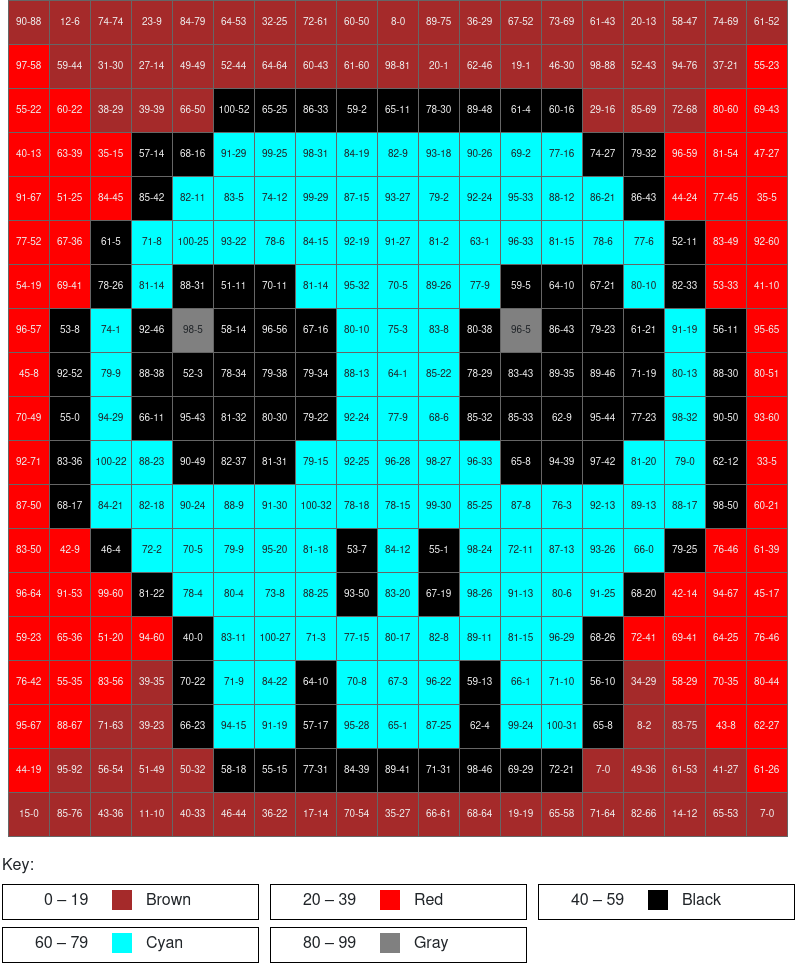 90-88 12-6 74-74 23-9 84-79 64-53 32-25 72-61 60-50 8-0 89-75 36-29 67-52 73-69 61-43 20-13 58-47 74-69 61-52
97-58 59-44 31-30 27-14 49-49 52-44 64-64 60-43 61-60 98-81 20-1 62-46 19-1 46-30 98-88 52-43 94-76 37-21 55-23
55-22 60-22 38-29 39-39 66-50 100-52 65-25 86-33 59-2 65-11 78-30 89-48 61-4 60-16 29-16 85-69 72-68 80-60 69-43
40-13 63-39 35-15 57-14 68-16 91-29 99-25 98-31 84-19 82-9 93-18 90-26 69-2 77-16 74-27 79-32 96-59 81-54 47-27
91-67 51-25 84-45 85-42 82-11 83-5 74-12 99-29 87-15 93-27 79-2 92-24 95-33 88-12 86-21 86-43 44-24 77-45 35-5
77-52 67-36 61-5 71-8 100-25 93-22 78-6 84-15 92-19 91-27 81-2 63-1 96-33 81-15 78-6 77-6 52-11 83-49 92-60
54-19 69-41 78-26 81-14 88-31 51-11 70-11 81-14 95-32 70-5 89-26 77-9 59-5 64-10 67-21 80-10 82-33 53-33 41-10
96-57 53-8 74-1 92-46 98-5 58-14 96-56 67-16 80-10 75-3 83-8 80-38 96-5 86-43 79-23 61-21 91-19 56-11 95-65
45-8 92-52 79-9 88-38 52-3 78-34 79-38 79-34 88-13 64-1 85-22 78-29 83-43 89-35 89-46 71-19 80-13 88-30 80-51
70-49 55-0 94-29 66-11 95-43 81-32 80-30 79-22 92-24 77-9 68-6 85-32 85-33 62-9 95-44 77-23 98-32 90-50 93-60
92-71 83-36 100-22 88-23 90-49 82-37 81-31 79-15 92-25 96-28 98-27 96-33 65-8 94-39 97-42 81-20 79-0 62-12 33-5
87-50 68-17 84-21 82-18 90-24 88-9 91-30 100-32 78-18 78-15 99-30 85-25 87-8 76-3 92-13 89-13 88-17 98-50 60-21
83-50 42-9 46-4 72-2 70-5 79-9 95-20 81-18 53-7 84-12 55-1 98-24 72-11 87-13 93-26 66-0 79-25 76-46 61-39
96-64 91-53 99-60 81-22 78-4 80-4 73-8 88-25 93-50 83-20 67-19 98-26 91-13 80-6 91-25 68-20 42-14 94-67 45-17
59-23 65-36 51-20 94-60 40-0 83-11 100-27 71-3 77-15 80-17 82-8 89-11 81-15 96-29 68-26 72-41 69-41 64-25 76-46
76-42 55-35 83-56 39-35 70-22 71-9 84-22 64-10 70-8 67-3 96-22 59-13 66-1 71-10 56-10 34-29 58-29 70-35 80-44
95-67 88-67 71-63 39-23 66-23 94-15 91-19 57-17 95-28 65-1 87-25 62-4 99-24 100-31 65-8 8-2 83-75 43-8 62-27
44-19 95-92 56-54 51-49 50-32 58-18 55-15 77-31 84-39 89-41 71-31 98-46 69-29 72-21 7-0 49-36 61-53 41-27 61-26
15-0 85-76 43-36 11-10 40-33 46-44 36-22 17-14 70-54 35-27 66-61 68-64 19-19 65-58 71-64 82-66 14-12 65-53 7-0
Key:
0 – 19 Brown 20 – 39 Red 40 – 59 Black
60 – 79 Cyan 80 – 99 Gray